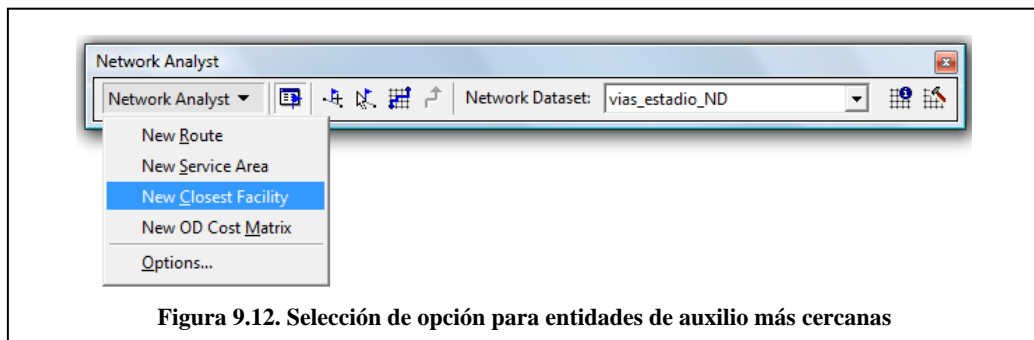 Network Analyst
Network Analyst Network Dataset: vias_estadio_ND
New Route
New Service Area
New Closest Facility
New OD Cost Matrix
Options...
Figura 9.12. Selección de opción para entidades de auxilio más cercanas